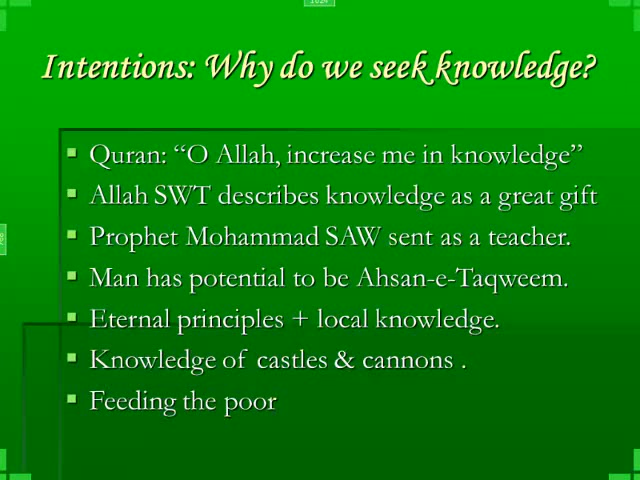 1024
Intentions: Why do we seek knowledge?
Quran: “O Allah, increase me in knowledge”
Allah SWT describes knowledge as a great gift
Prophet Mohammad SAW sent as a teacher.
Man has potential to be Ahsan-e-Taqweem.
Eternal principles + local knowledge.
Knowledge of castles & cannons .
Feeding the poor